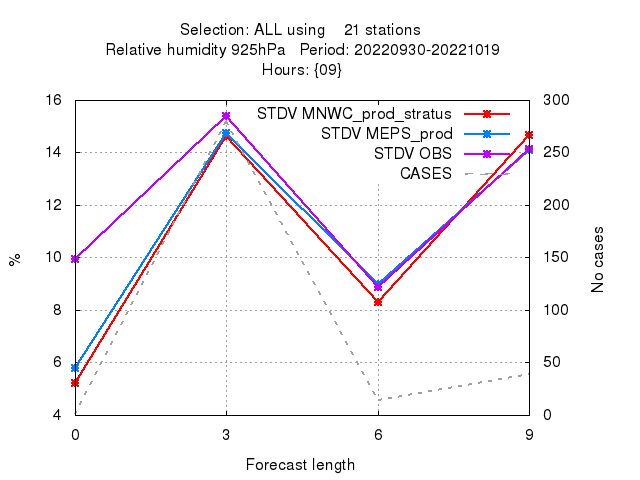 Selection: ALL using    21 stations
Relative humidity 925hPa   Period: 20220930-20221019
Hours: {09}
STDV MNWC_prod_stratus
STDV MEPS_prod
STDV OBS
CASES
16
14
12
10
8
6
4
%
300
250
200
150
100
50
0
No cases
0 3 6 9
Forecast length